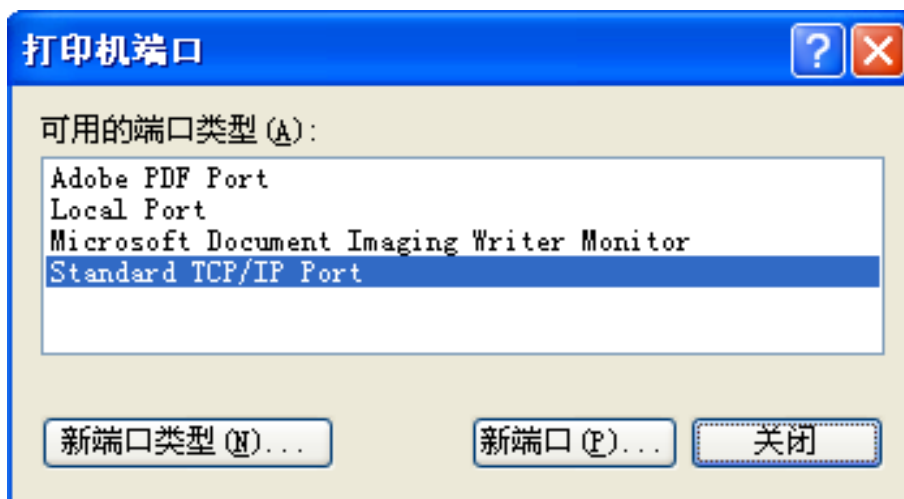 打印机端口
可用的端口类型(A):
Adobe PDF Port
Local Port
Microsoft Document Imaging Writer Monitor
Standard TCP/IP Port
新端口类型(N)... 新端口(P)... 关闭